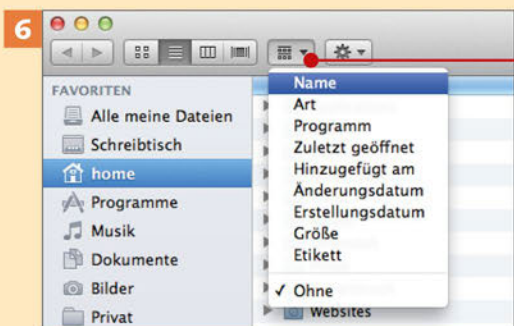 6
FAVORITEN
Alle meine Dateien
Schreibtisch
home
Programme
Musik
Dokumente
Bilder
Privat
Name
Art
Programm
Zuletzt geöffnet
Hinzugefügt am
Änderungsdatum
Erstellungsdatum
Größe
Etikett
✓ Ohne
Websites